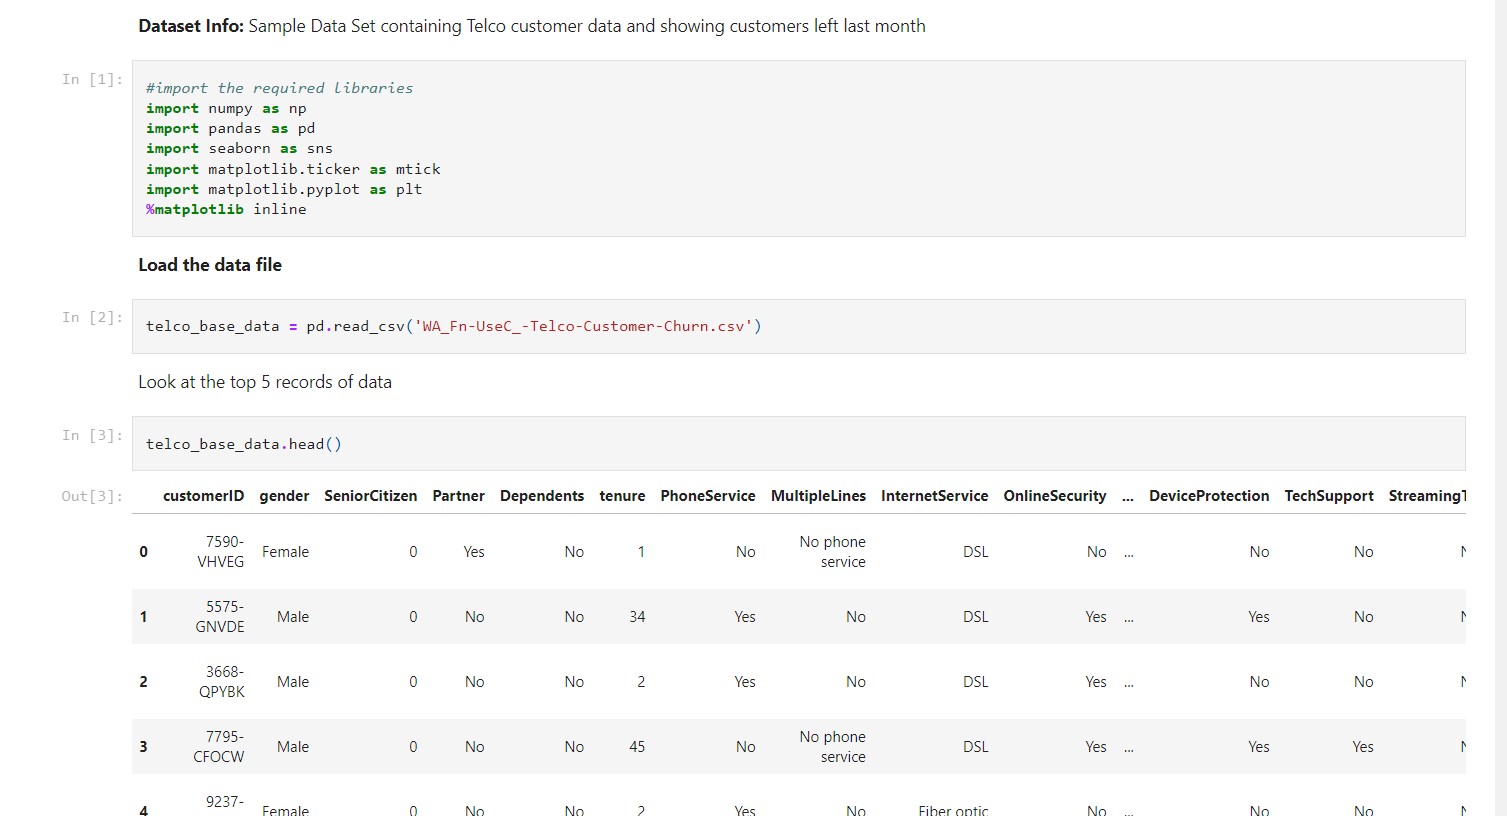 Dataset Info: Sample Data Set containing Telco customer data and showing customers left last month
In [1]:
#import the required libraries
import numpy as np
import pandas as pd
import seaborn as sns
import matplotlib.ticker as mtick
import matplotlib.pyplot as plt
%matplotlib inline
Load the data file
In [2]:
telco_base_data = pd.read_csv('WA_Fn-UseC_-Telco-Customer-Churn.csv')
Look at the top 5 records of data
In [3]:
telco_base_data.head()
Out[3]:
customerID gender SeniorCitizen Partner Dependents tenure PhoneService MultipleLines InternetService OnlineSecurity ... DeviceProtection TechSupport StreamingT
0 7590-VHVEG Female 0 Yes No 1 No No phone service DSL No ... No No
1 5575-GNVDE Male 0 No No 34 Yes No DSL Yes ... Yes No
2 3668-QPYBK Male 0 No No 2 Yes No DSL Yes ... No No
3 7795-CFOCW Male 0 No No 45 No No phone service DSL Yes ... Yes Yes
4 9237- Female 0 No No 2 Yes No Fiber optic No ... No No